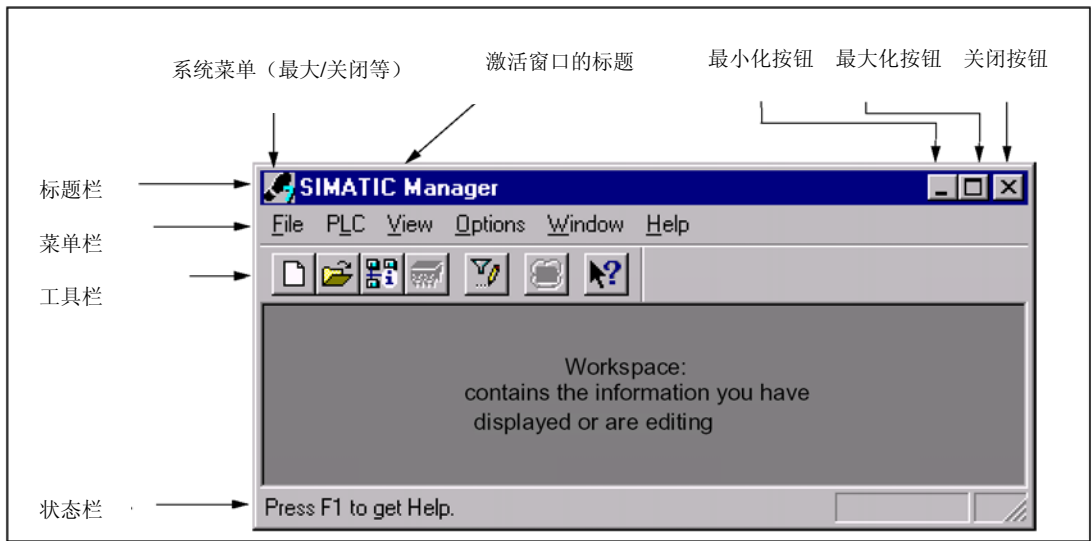 系统菜单（最大/关闭等） 激活窗口的标题 最小化按钮 最大化按钮 关闭按钮
标题栏
SIMATIC Manager
菜单栏
File PLC View Options Window Help
工具栏
Workspace:
contains the information you have
displayed or are editing
状态栏
Press F1 to get Help.